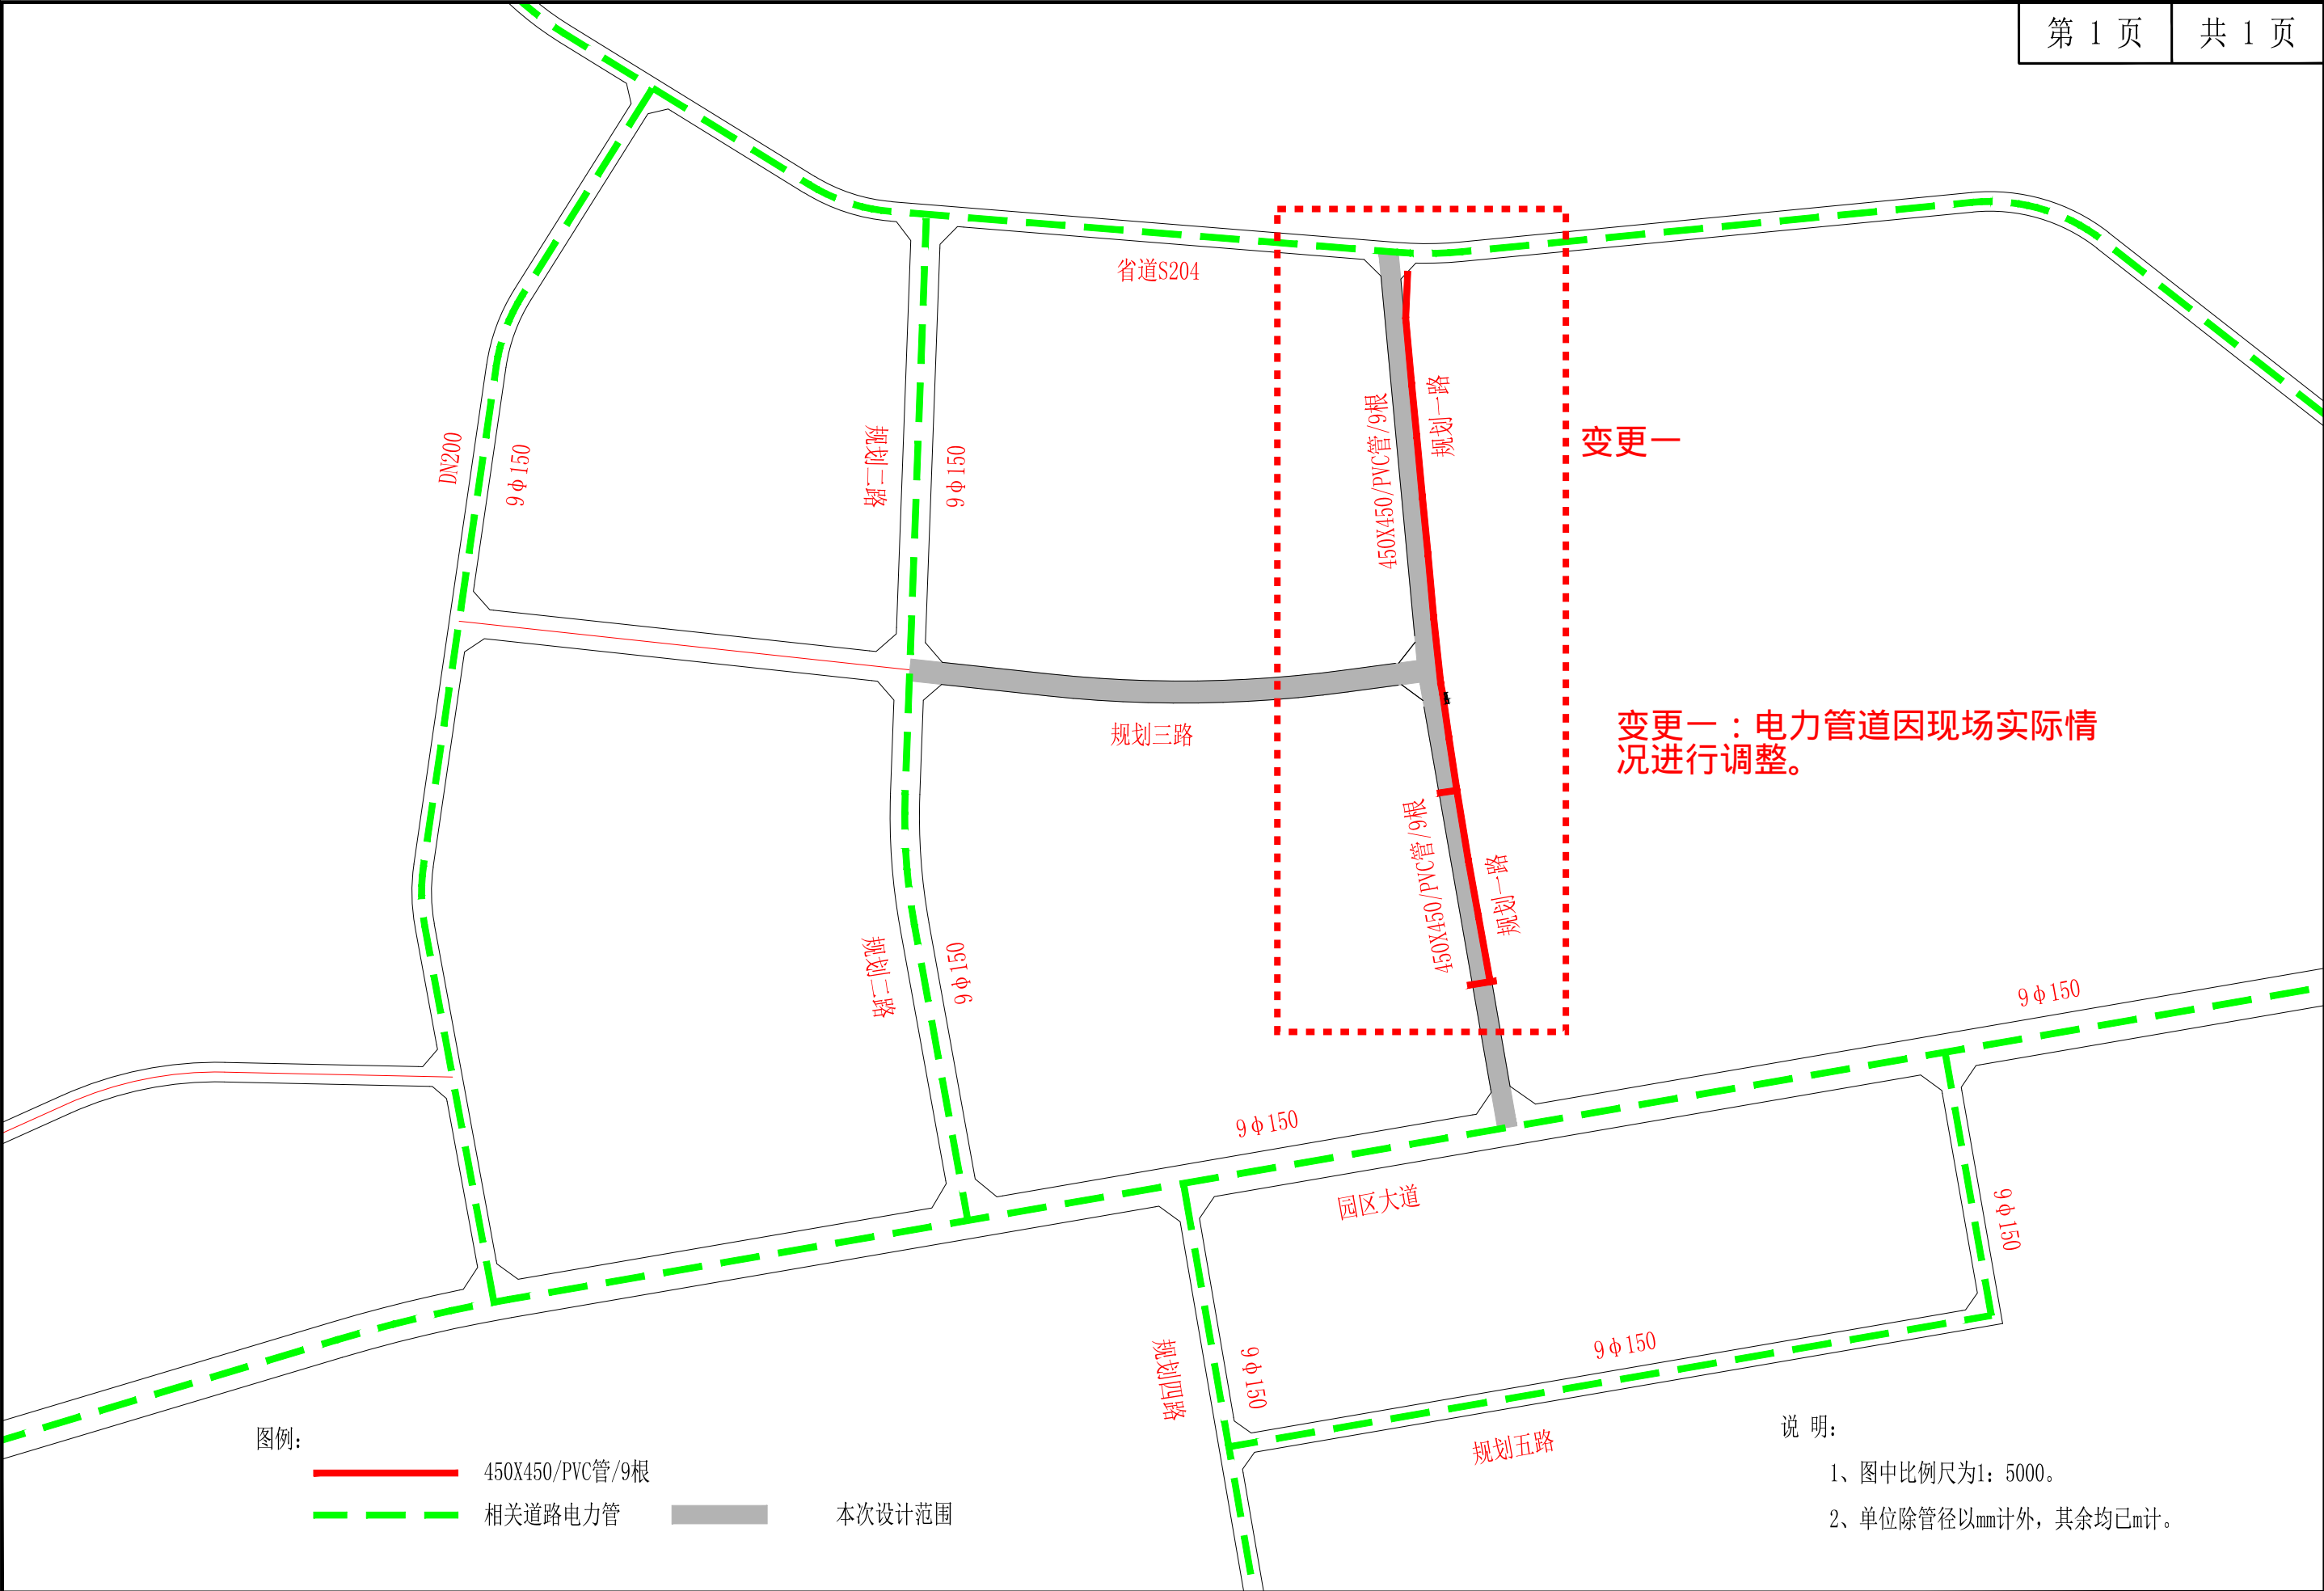 第 1 页
共 1 页
省道S204
规划一路
450X450/PVC管/9根
变更一
DN200
9φ150
规划二路
9φ150
规划三路
变更一：电力管道因现场实际情
况进行调整。
450X450/PVC管/9根
规划一路
规划二路
9φ150
9φ150
9φ150
园区大道
9φ150
规划四路
9φ150
9φ150
规划五路
图例：
450X450/PVC管/9根
相关道路电力管
本次设计范围
说 明：
1、图中比例尺为1：5000。
2、单位除管径以mm计外，其余均已m计。